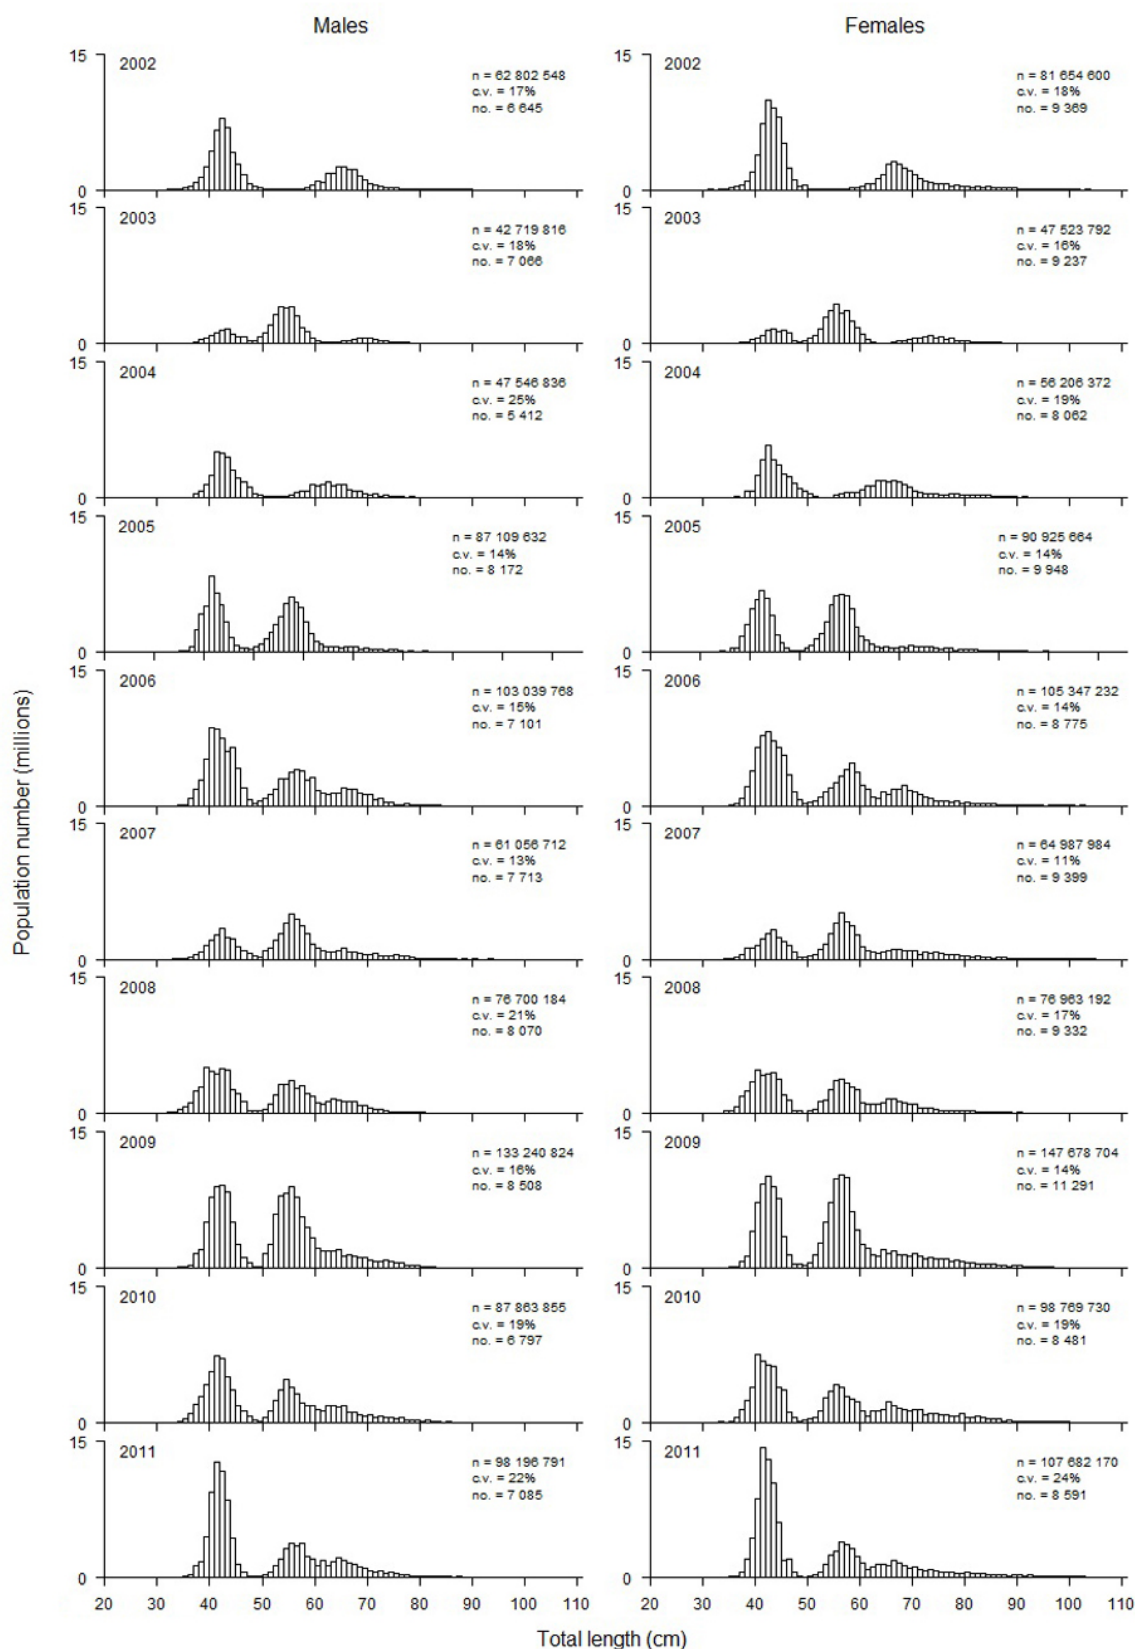 Males Females
15 2002 n = 62 802 548 15 2002 n = 81 654 600
c.v. = 17% c.v. = 18%
no. = 6 645 no. = 9 369
0 0
15 2003 n = 42 719 816 15 2003 n = 47 523 792
c.v. = 18% c.v. = 16%
no. = 7 066 no. = 9 237
0 0
15 2004 n = 47 546 836 15 2004 n = 56 206 372
c.v. = 25% c.v. = 19%
no. = 5 412 no. = 8 062
0 0
15 2005 n = 87 109 632 15 2005 n = 90 925 664
c.v. = 14% c.v. = 14%
no. = 8 172 no. = 9 948
0 0
15 2006 n = 103 039 768 15 2006 n = 105 347 232
c.v. = 15% c.v. = 14%
no. = 7 101 no. = 8 775
0 0
15 2007 n = 61 056 712 15 2007 n = 64 987 984
c.v. = 13% c.v. = 11%
no. = 7 713 no. = 9 399
0 0
15 2008 n = 76 700 184 15 2008 n = 76 963 192
c.v. = 21% c.v. = 17%
no. = 8 070 no. = 9 332
0 0
15 2009 n = 133 240 824 15 2009 n = 147 678 704
c.v. = 16% c.v. = 14%
no. = 8 508 no. = 11 291
0 0
15 2010 n = 87 863 855 15 2010 n = 98 769 730
c.v. = 19% c.v. = 19%
no. = 6 797 no. = 8 481
0 0
15 2011 n = 98 196 791 15 2011 n = 107 682 170
c.v. = 22% c.v. = 24%
no. = 7 085 no. = 8 591
0 0
20 30 40 50 60 70 80 90 100 110 20 30 40 50 60 70 80 90 100 110
Total length (cm)
Population number (millions)